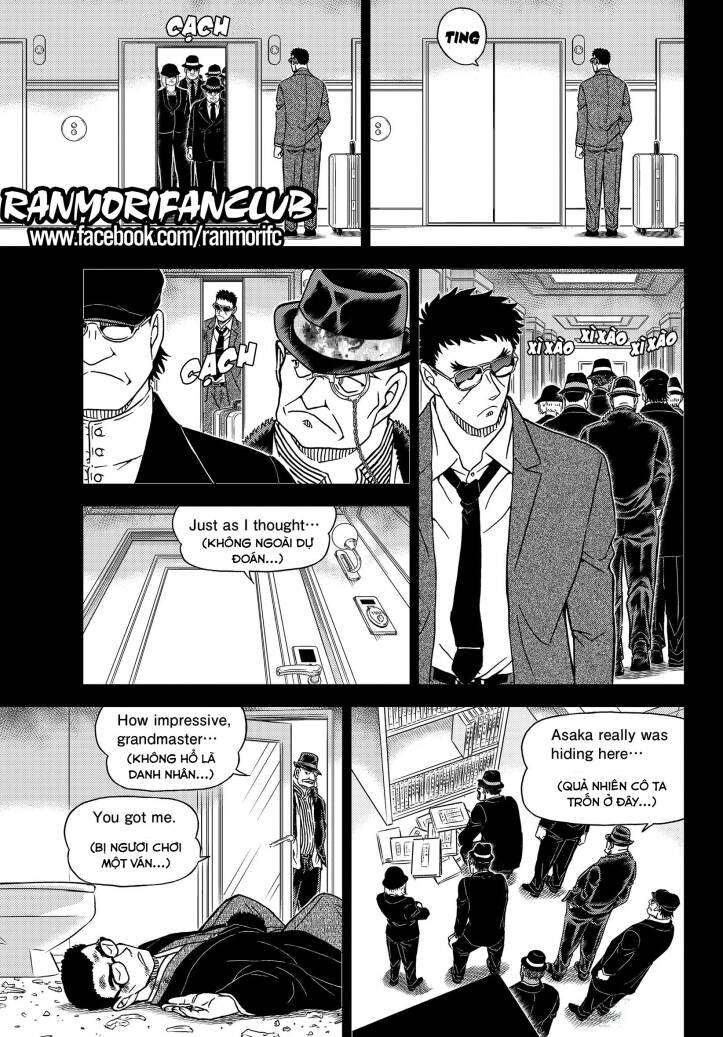 TING
CẠCH
RANMORIFANCLUB
www.facebook.com/ranmorifc
XÌ XÀO
XÌ XÀO
XÌ XÀO
CẠCH
Just as I thought…
(KHÔNG NGOÀI DỰ
ĐOÁN...)
Asaka really was
hiding here…
(QUẢ NHIÊN CÔ TA
TRỐN Ở ĐÂY...)
How impressive,
grandmaster…
(KHÔNG HỔ LÀ
DANH NHÂN...)
You got me.
(BỊ NGƯƠI CHƠI
MỘT VÁN...)